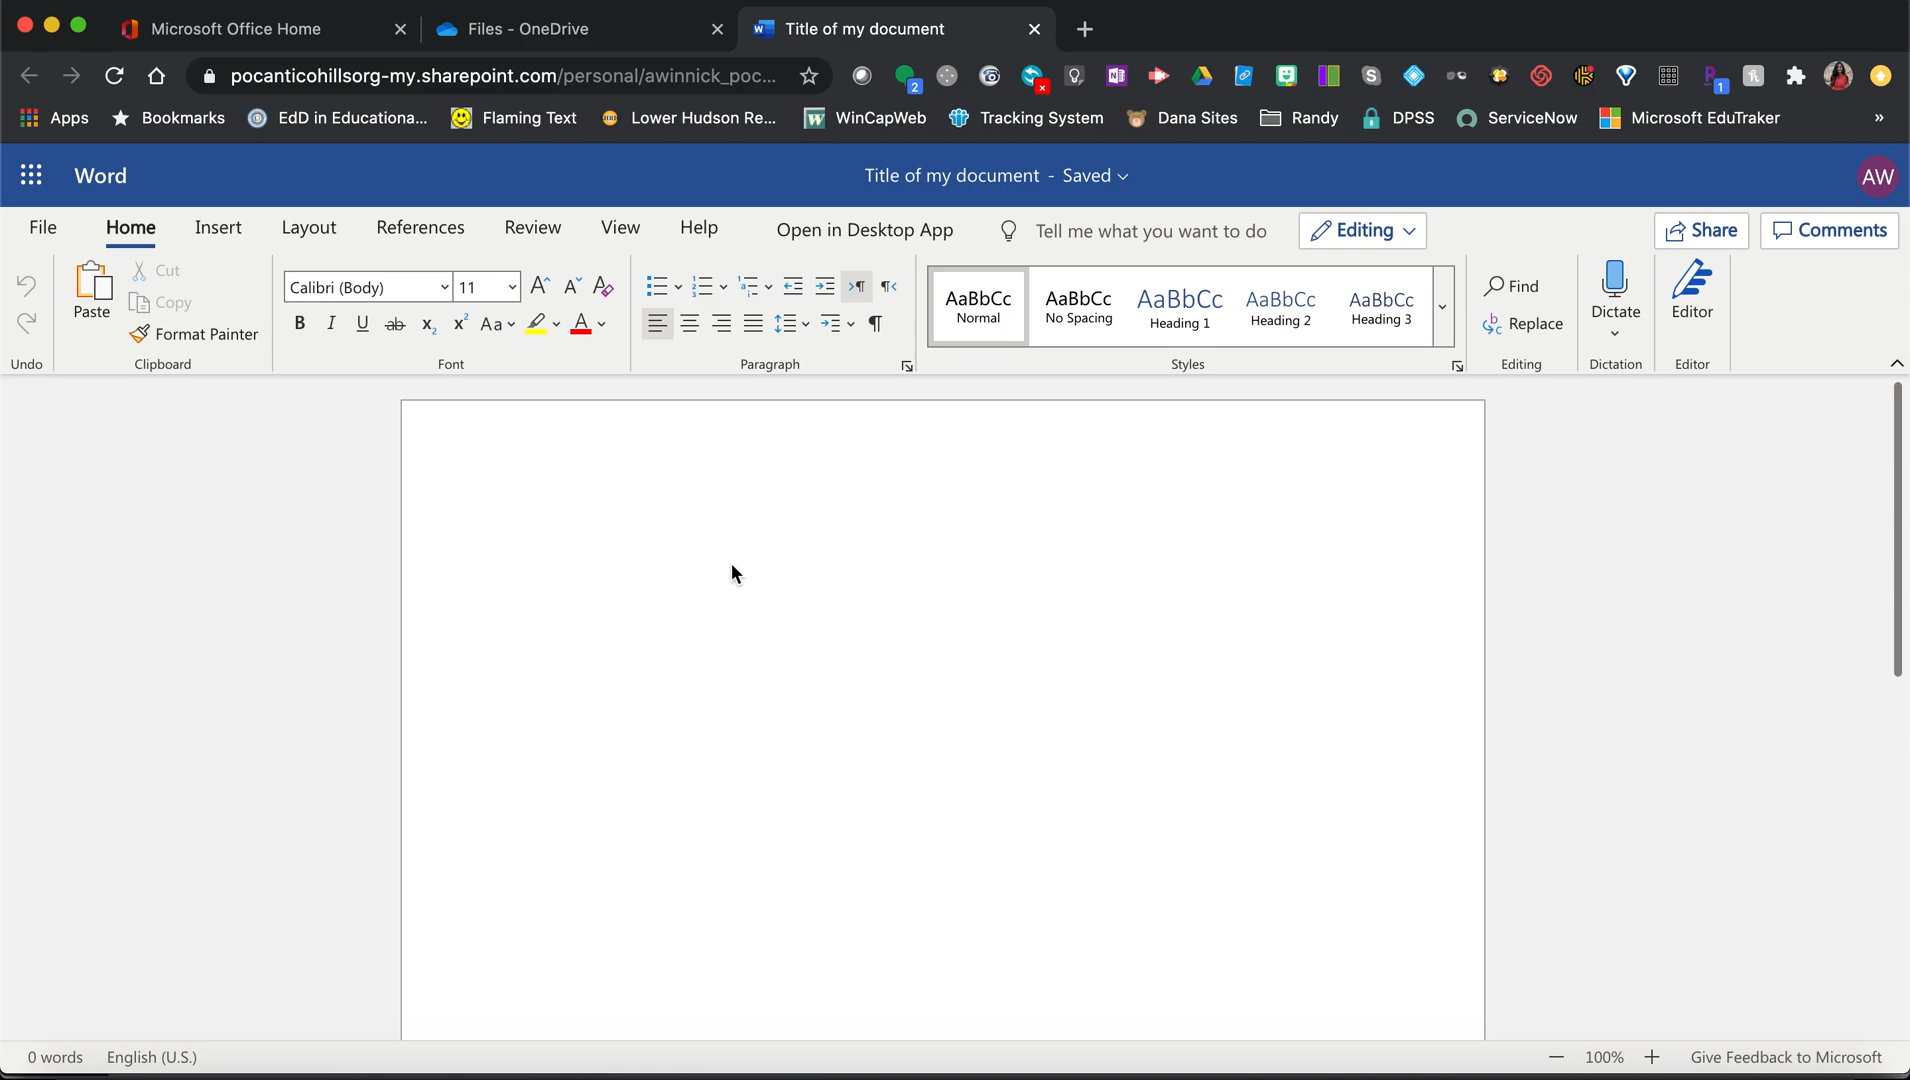 Microsoft Office Home
Files - OneDrive
Title of my document
pocanticohillsorg-my.sharepoint.com/personal/awinnick_poc...
2
1
Apps
Bookmarks
EdD in Educationa...
Flaming Text
Lower Hudson Re...
WinCapWeb
Tracking System
Dana Sites
Randy
DPSS
ServiceNow
Microsoft EduTraker
»
Word
Title of my document - Saved
AW
File
Home
Insert
Layout
References
Review
View
Help
Open in Desktop App
Tell me what you want to do
Editing
Share
Comments
Paste
Cut
Copy
Format Painter
Calibri (Body)
11
B
I
U
ab
Aa
A
AaBbCc
Normal
AaBbCc
No Spacing
AaBbCc
Heading 1
AaBbCc
Heading 2
AaBbCc
Heading 3
Find
Replace
Dictate
Editor
Undo
Clipboard
Font
Paragraph
Styles
Editing
Dictation
Editor
0 words
English (U.S.)
100%
Give Feedback to Microsoft